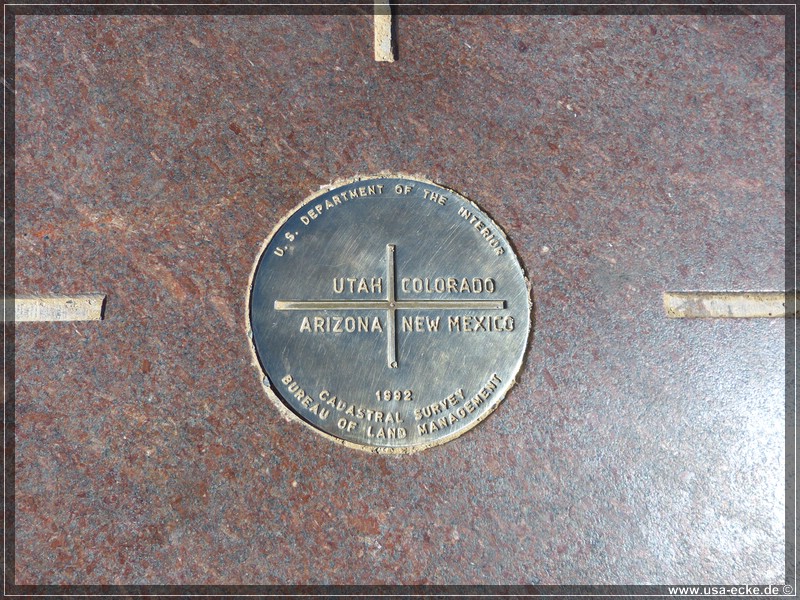 U. S. DEPARTMENT OF THE INTERIOR
UTAH COLORADO
ARIZONA NEW MEXICO
1992
CADASTRAL SURVEY
BUREAU OF LAND MANAGEMENT
www.usa-ecke.de ©